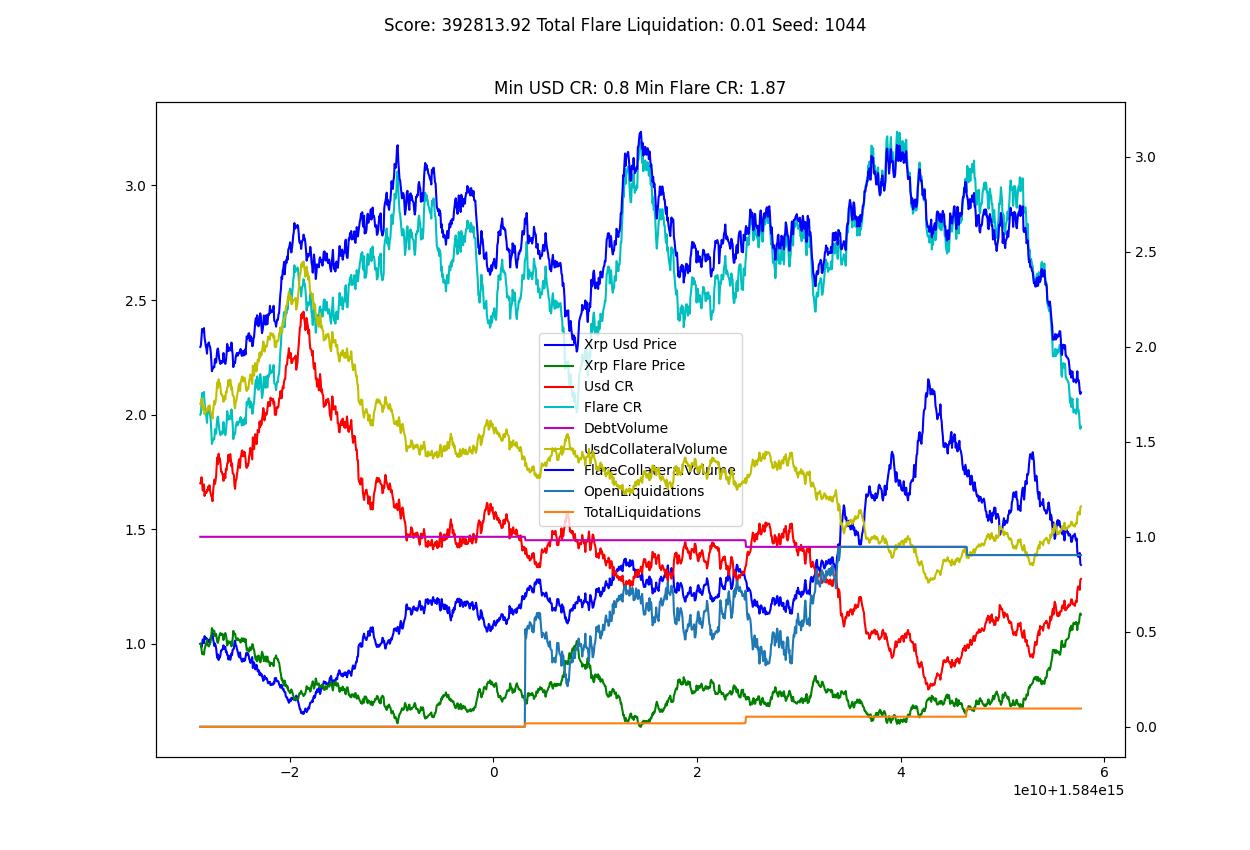 Score: 392813.92 Total Flare Liquidation: 0.01 Seed: 1044
Min USD CR: 0.8 Min Flare CR: 1.87
3.0
2.5
2.0
1.5
1.0
3.0
2.5
2.0
1.5
1.0
0.5
0.0
Xrp Usd Price
Xrp Flare Price
Usd CR
Flare CR
DebtVolume
UsdCollateralVolume
FlareCollateralVolume
OpenLiquidations
TotalLiquidations
−2 0 2 4 6
1e10+1.584e15